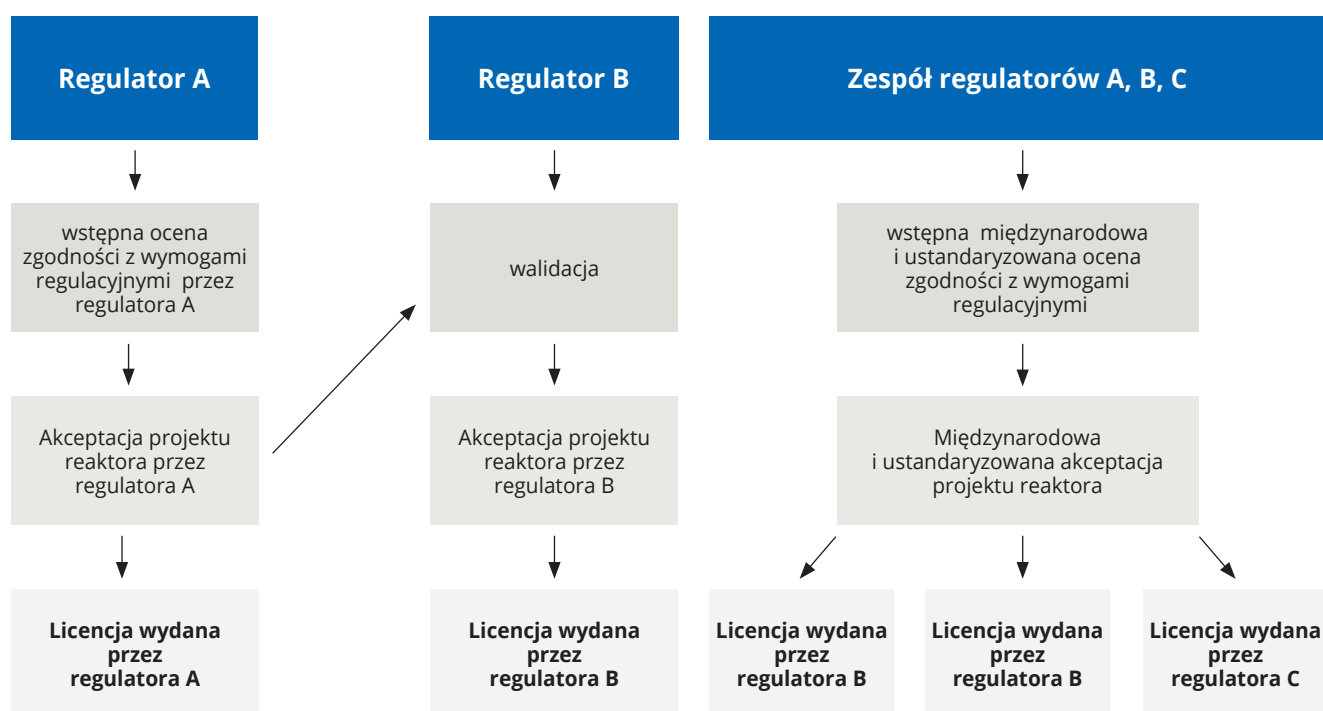 Regulator A
wstępna ocena
zgodności z wymogami
regulacyjnymi przez
regulatora A
Akceptacja projektu
reaktora przez
regulatora A
Licencja wydana
przez
regulatora A
Regulator B
walidacja
Akceptacja projektu
reaktora przez
regulatora B
Licencja wydana
przez
regulatora B
Zespół regulatorów A, B, C
wstępna międzynarodowa
i ustandaryzowana ocena
zgodności z wymogami
regulacyjnymi
Międzynarodowa
i ustandaryzowana akceptacja
projektu reaktora
Licencja wydana
przez
regulatora B
Licencja wydana
przez
regulatora B
Licencja wydana
przez
regulatora C